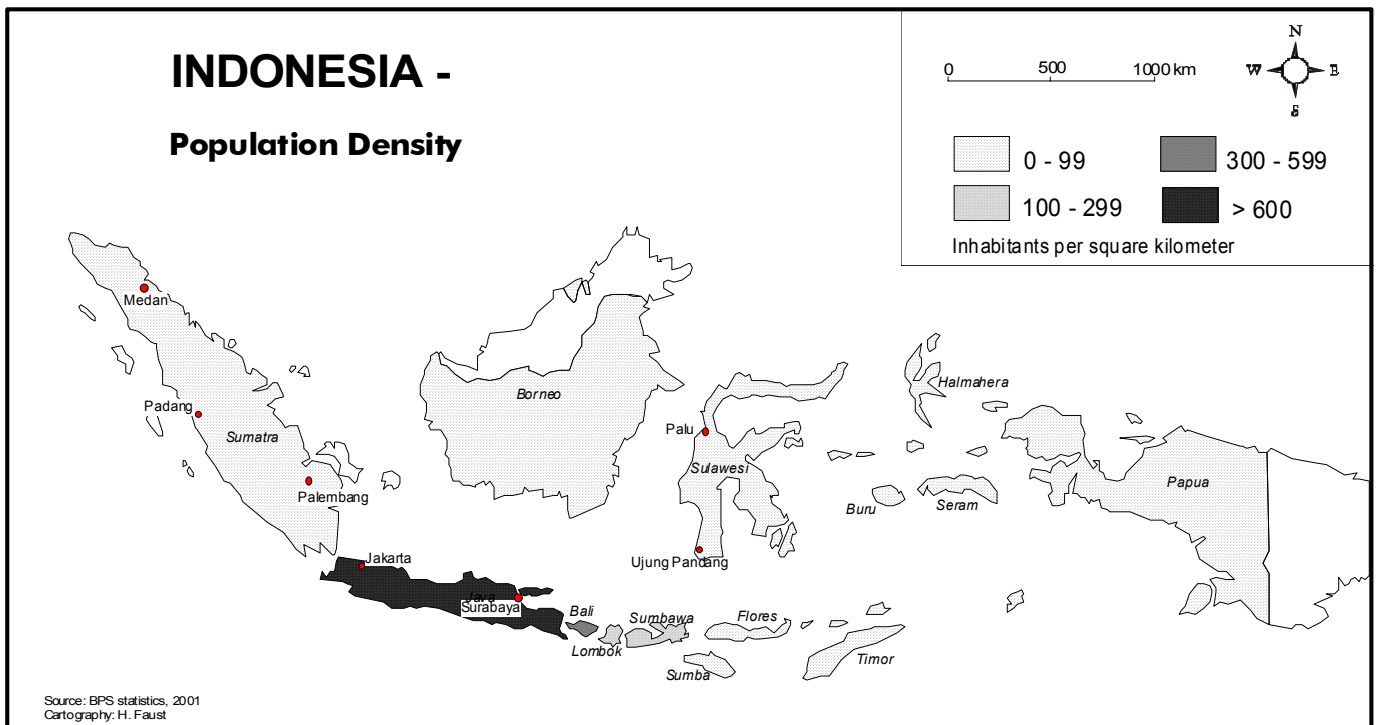 INDONESIA -
Population Density
0 500 1000 km
N
W E
S
0 - 99
300 - 599
100 - 299
> 600
Inhabitants per square kilometer
Medan
Padang
Sumatra
Palembang
Borneo
Halmahera
Palu
Sulawesi
Papua
Buru
Seram
Ujung Pandang
Jakarta
Java
Surabaya
Bali
Lombok
Sumbawa
Flores
Sumba
Timor
Source: BPS statistics, 2001
Cartography: H. Faust